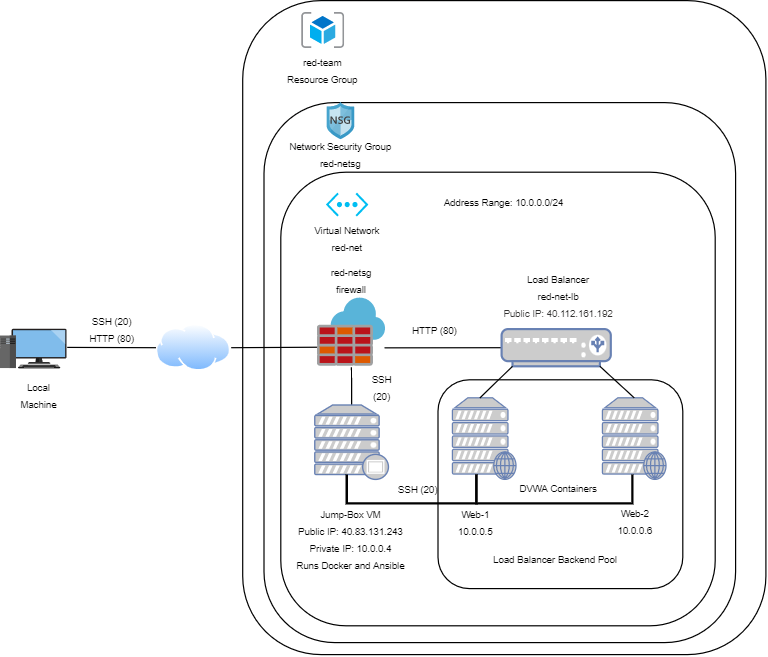 red-team
Resource Group
NSG
Network Security Group
red-netsg
Virtual Network
red-net
Address Range: 10.0.0.0/24
red-netsg
firewall
Load Balancer
red-net-lb
Public IP: 40.112.161.192
SSH (20)
HTTP (80)
HTTP (80)
Local
Machine
SSH
(20)
SSH (20)
DVWA Containers
Jump-Box VM
Public IP: 40.83.131.243
Private IP: 10.0.0.4
Runs Docker and Ansible
Web-1
10.0.0.5
Web-2
10.0.0.6
Load Balancer Backend Pool